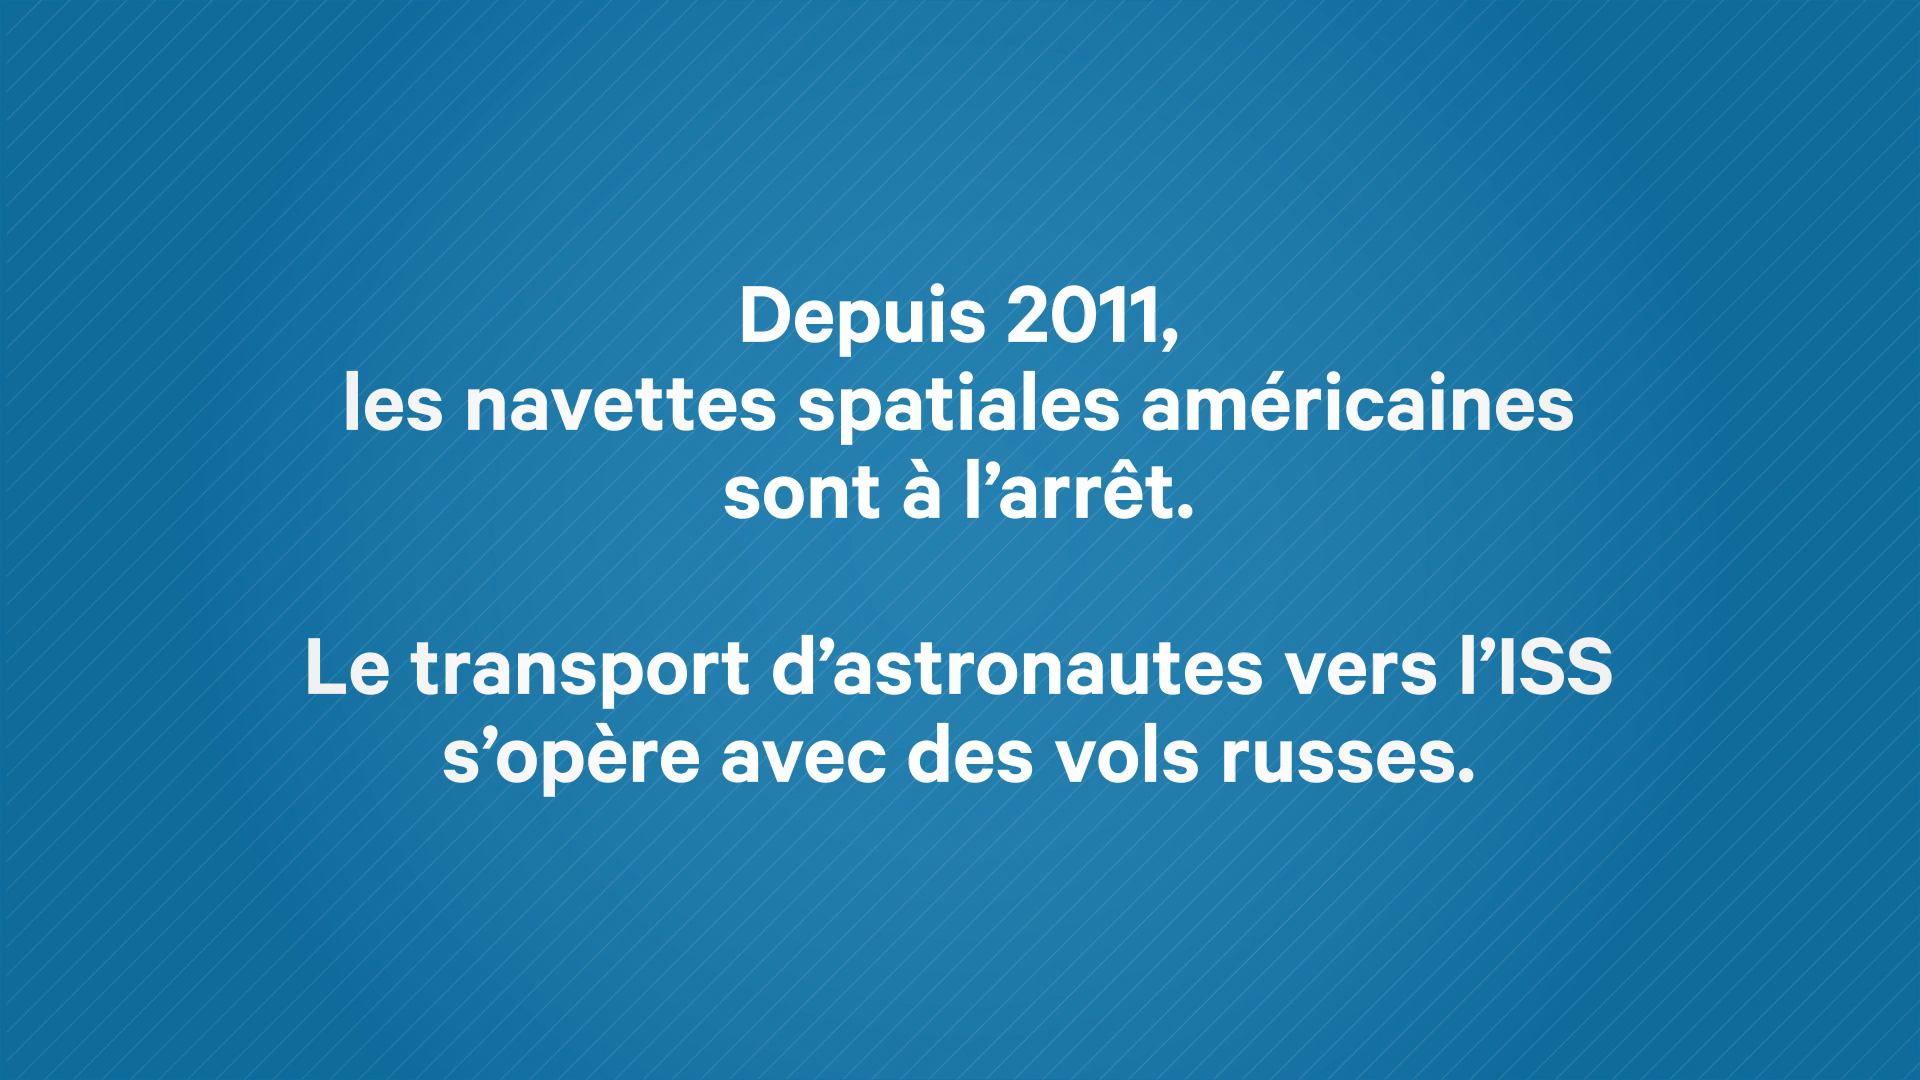 Depuis 2011,
les navettes spatiales américaines
sont à l’arrêt.
Le transport d’astronautes vers l’ISS
s’opère avec des vols russes.